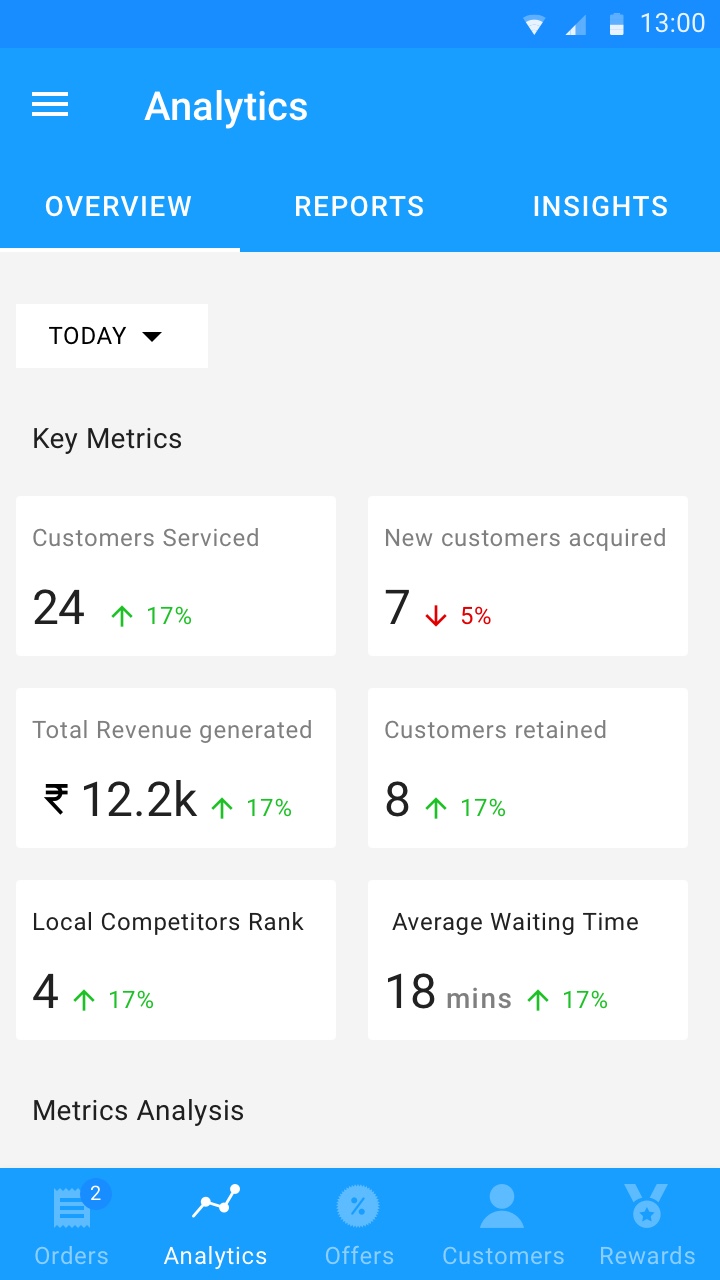 13:00
Analytics
OVERVIEW REPORTS INSIGHTS
TODAY
Key Metrics
Customers Serviced
24 ↑ 17%
New customers acquired
7 ↓ 5%
Total Revenue generated
₹ 12.2k ↑ 17%
Customers retained
8 ↑ 17%
Local Competitors Rank
4 ↑ 17%
Average Waiting Time
18 mins ↑ 17%
Metrics Analysis
2
%
Orders Analytics Offers Customers Rewards